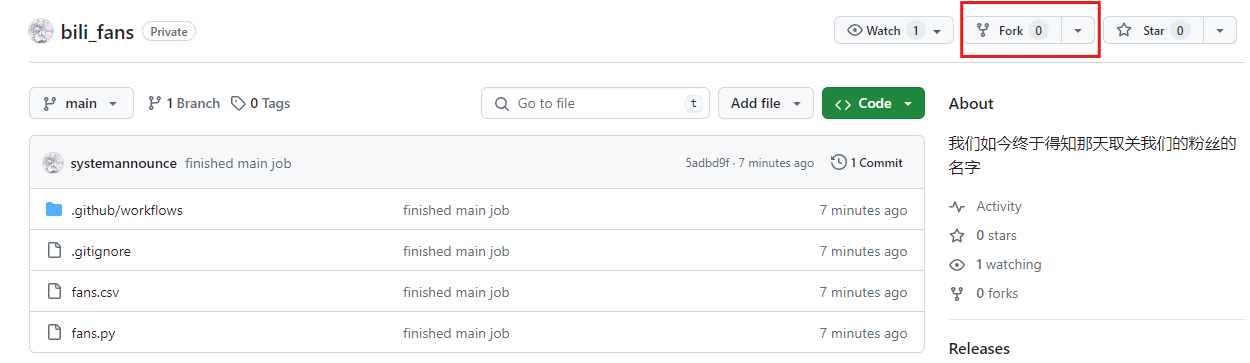 bili_fans Private Watch 1 Fork 0 Star 0
main 1 Branch 0 Tags Go to file t Add file Code
systemannounce finished main job 5adbd9f · 7 minutes ago 1 Commit
.github/workflows finished main job 7 minutes ago
.gitignore finished main job 7 minutes ago
fans.csv finished main job 7 minutes ago
fans.py finished main job 7 minutes ago
About
我们如今终于得知那天取关我们的粉丝的
名字
Activity
0 stars
1 watching
0 forks
Releases